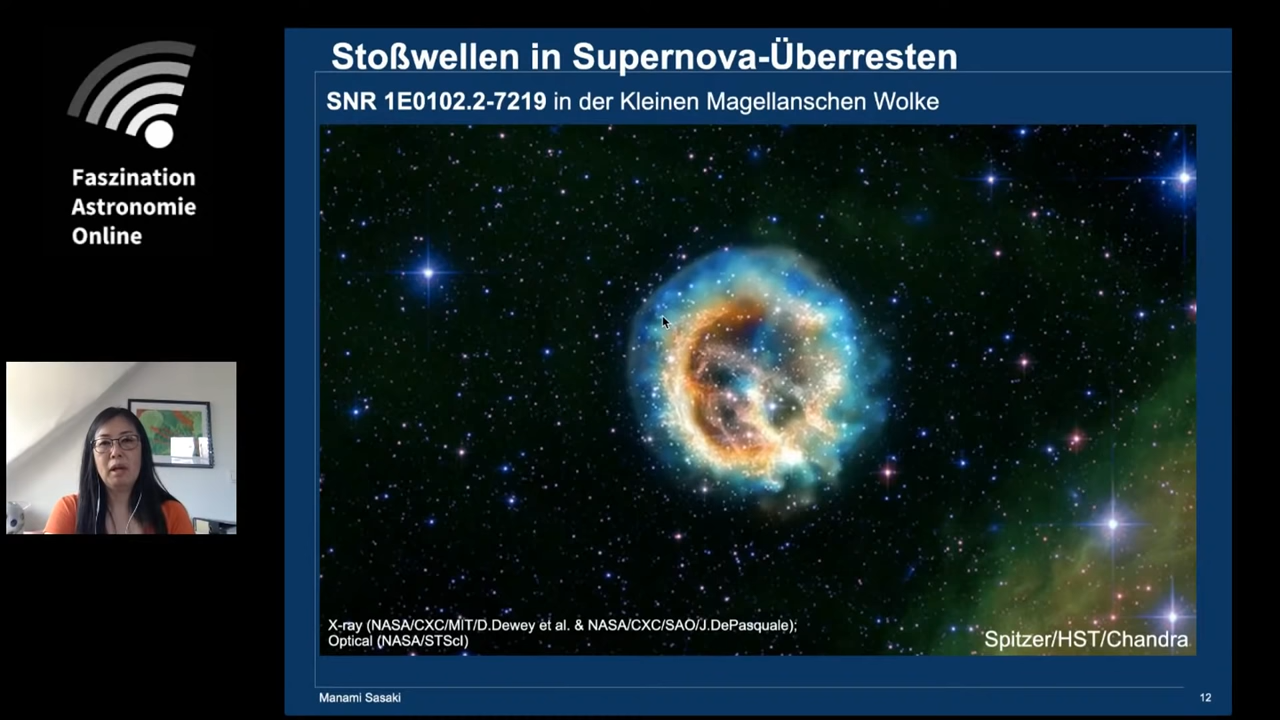 Faszination
Astronomie
Online
Stoßwellen in Supernova-Überresten
SNR 1E0102.2-7219 in der Kleinen Magellanschen Wolke
X-ray (NASA/CXC/MIT/D.Dewey et al. & NASA/CXC/SAO/J.DePasquale);
Optical (NASA/STScI)
Spitzer/HST/Chandra
Manami Sasaki
12